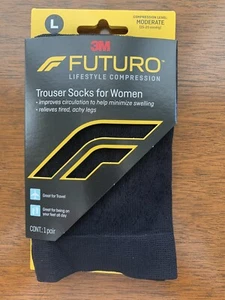 L
COMPRESSION LEVEL:
MODERATE
3M
FUTURO™
LIFESTYLE COMPRESSION
Trouser Socks for Women
• improves circulation to help minimize swelling
• relieves tired, achy legs
Great for Travel
Great for being on
your feet all day
CONT.: 1 pair